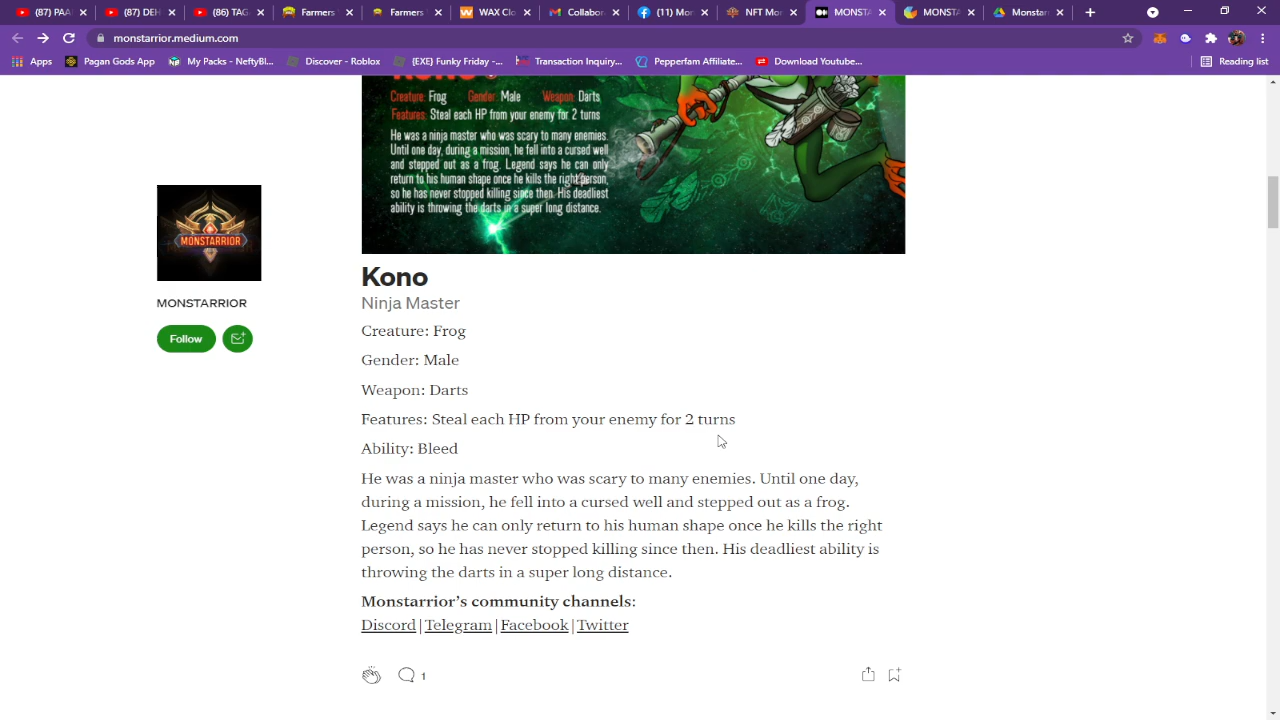 (87) PAA
(87) DEH
(86) TAG
Farmers
Farmers
WAX Clo
Collabor
(11) Mon
NFT Mon
MONSTA
MONSTA
Monstarr
monstarrior.medium.com
Apps
Pagan Gods App
My Packs - NeftyBl...
Discover - Roblox
(EXE) Funky Friday -...
Transaction Inquiry...
Pepperfam Affiliate...
Download Youtube...
Reading list
Creature: Frog Gender: Male Weapon: Darts
Features: Steal each HP from your enemy for 2 turns
He was a ninja master who was scary to many enemies.
Until one day, during a mission, he fell into a cursed well
and stepped out as a frog. Legend says he can only
return to his human shape once he kills the right person,
so he has never stopped killing since then. His deadliest
ability is throwing the darts in a super long distance.
MONSTARRIOR
MONSTARRIOR
Follow
Kono
Ninja Master
Creature: Frog
Gender: Male
Weapon: Darts
Features: Steal each HP from your enemy for 2 turns
Ability: Bleed
He was a ninja master who was scary to many enemies. Until one day,
during a mission, he fell into a cursed well and stepped out as a frog.
Legend says he can only return to his human shape once he kills the right
person, so he has never stopped killing since then. His deadliest ability is
throwing the darts in a super long distance.
Monstarrior's community channels:
Discord|Telegram|Facebook|Twitter
1